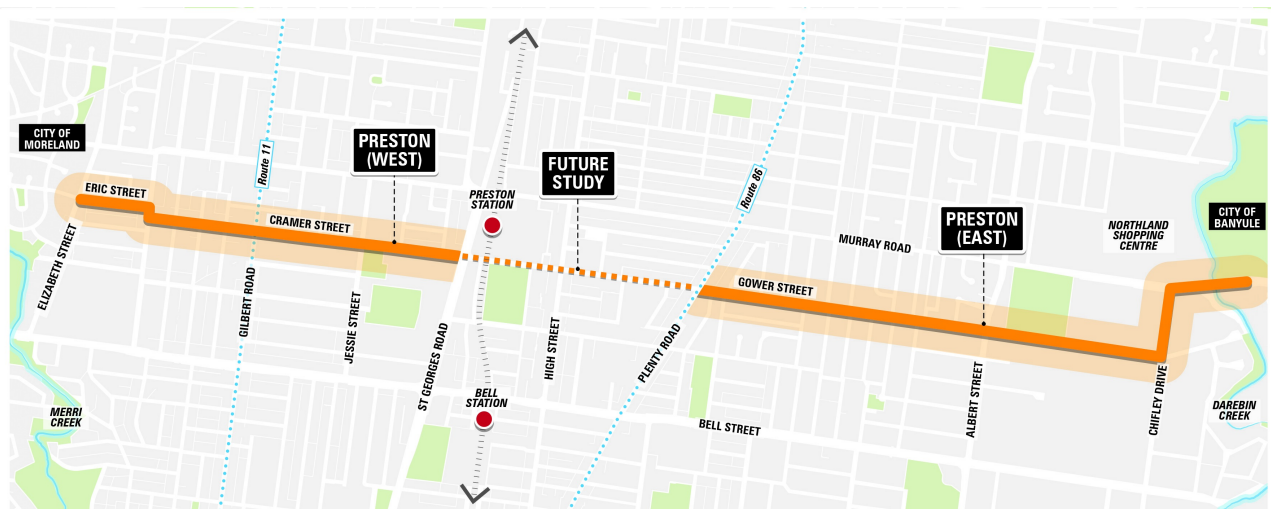 CITY OF
MORELAND
ERIC STREET
ELIZABETH STREET
MERRI
CREEK
Route 11
GILBERT ROAD
CRAMER STREET
JESSIE STREET
PRESTON
(WEST)
ST GEORGES ROAD
PRESTON
STATION
BELL
STATION
FUTURE
STUDY
HIGH STREET
PLENTY ROAD
Route 86
GOWER STREET
BELL STREET
MURRAY ROAD
PRESTON
(EAST)
ALBERT STREET
NORTHLAND
SHOPPING
CENTRE
CITY OF
BANYULE
CHIFLEY DRIVE
DAREBIN
CREEK